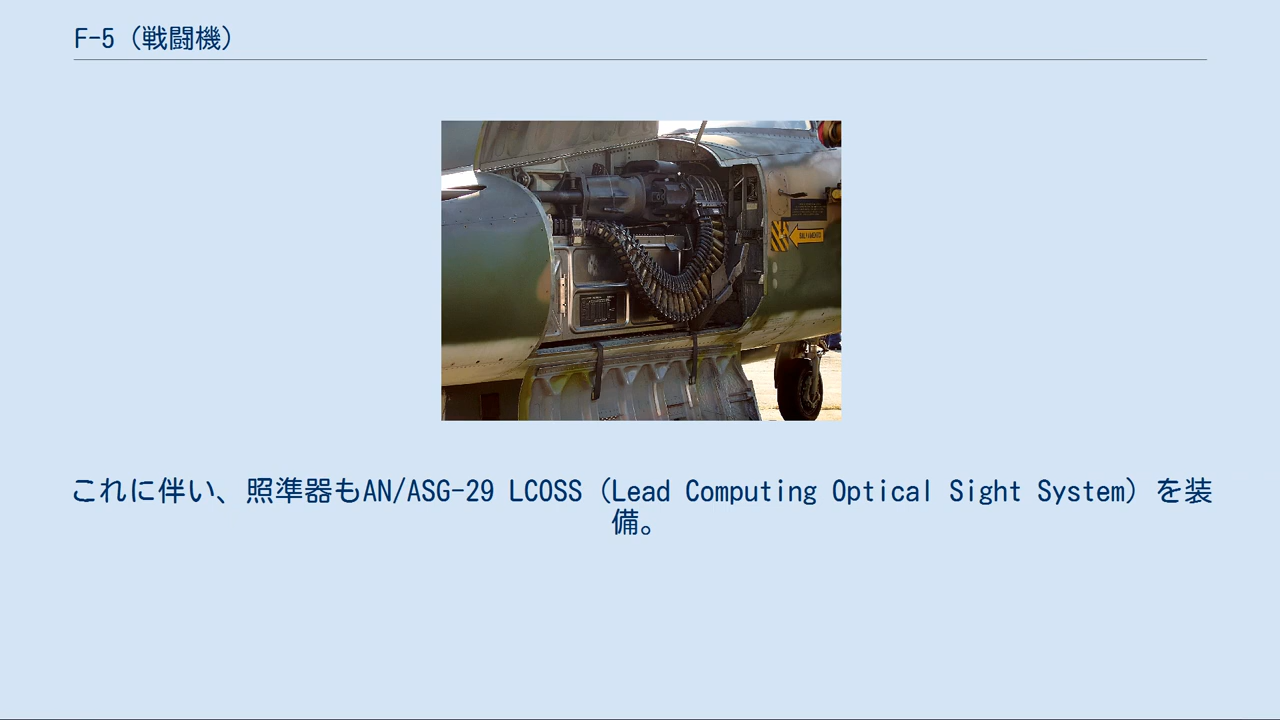 F-5（戦闘機）
これに伴い、照準器もAN/ASG-29 LCOSS（Lead Computing Optical Sight System）を装
備。